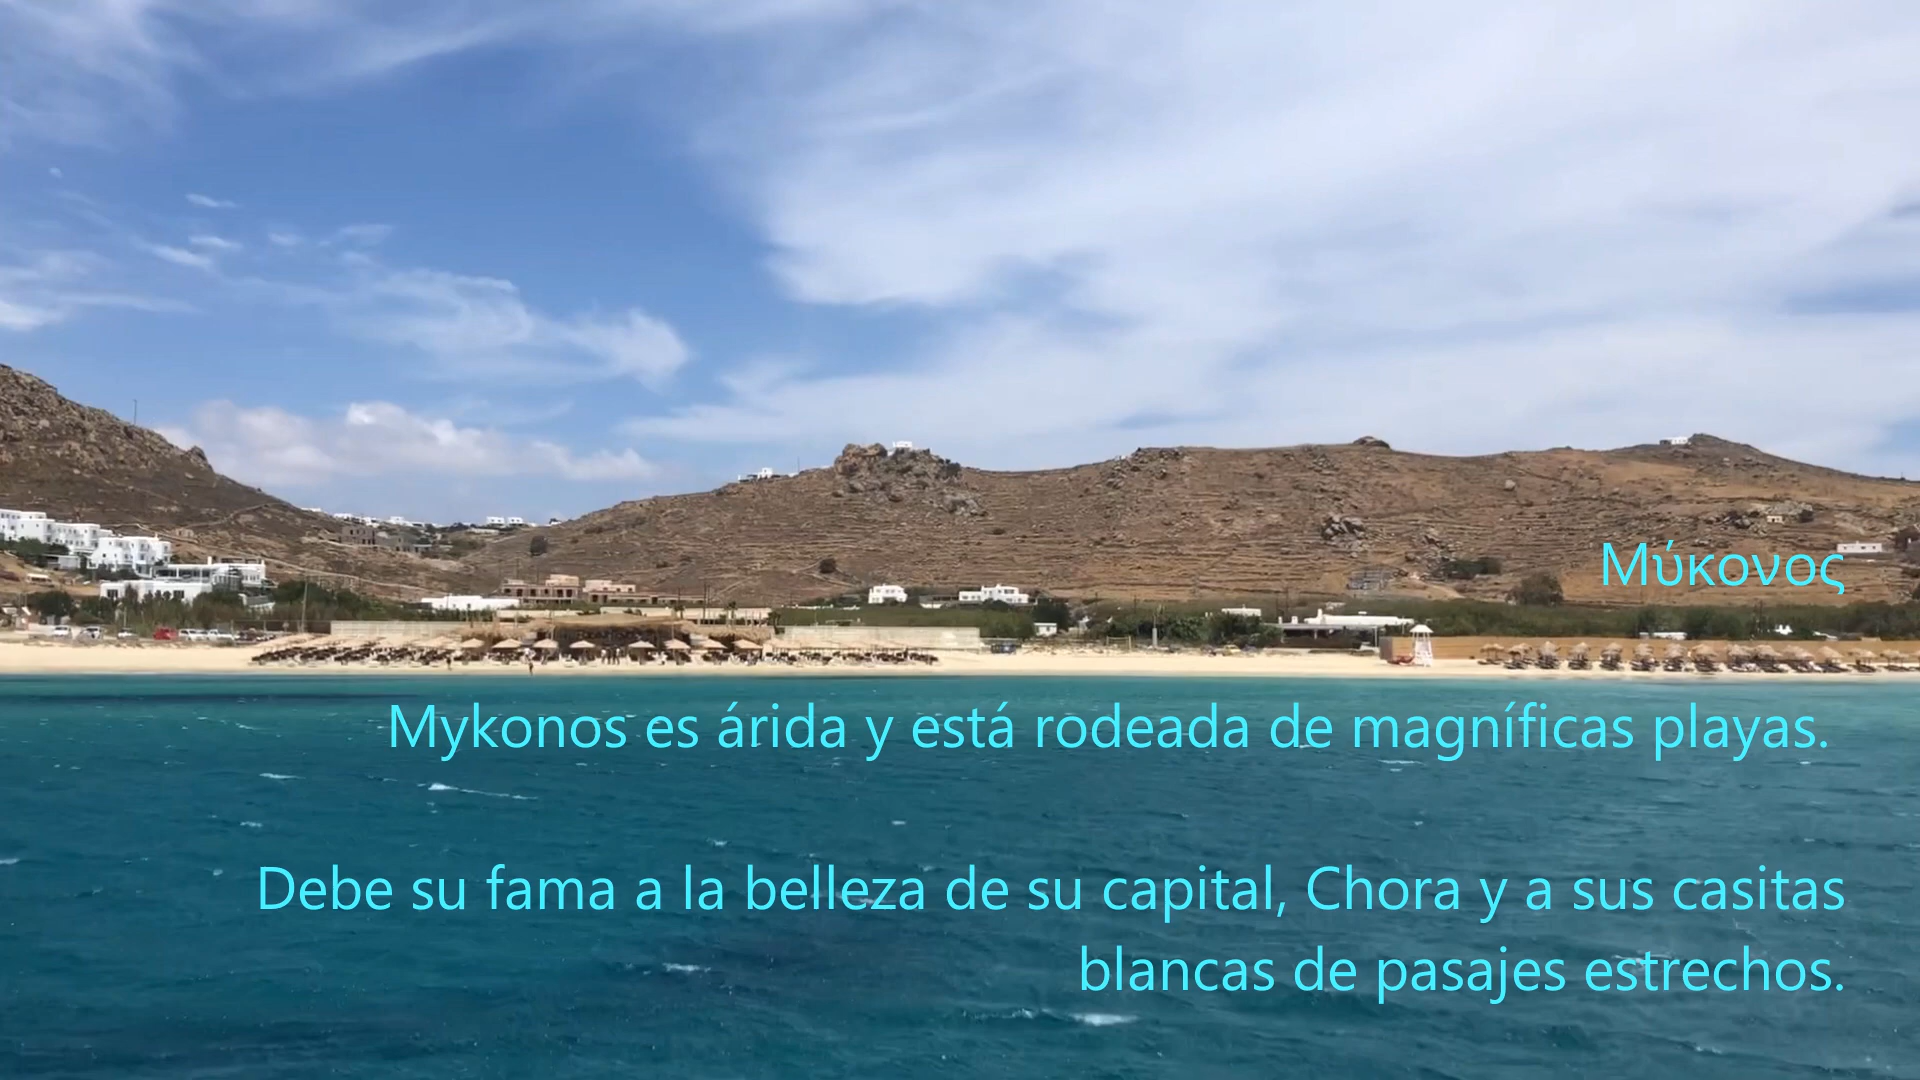 Μύκονος
Mykonos es árida y está rodeada de magníficas playas.
Debe su fama a la belleza de su capital, Chora y a sus casitas
blancas de pasajes estrechos.